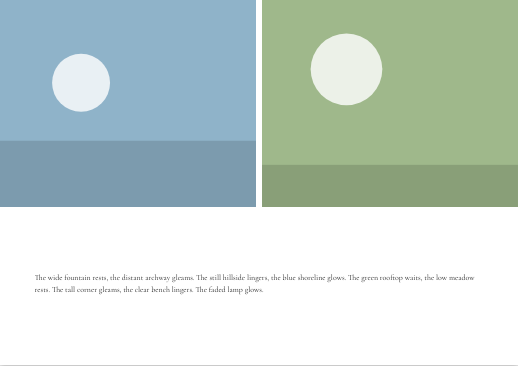 The wide fountain rests, the distant archway gleams. The still hillside lingers, the blue shoreline glows. The green rooftop waits, the low meadow
rests. The tall corner gleams, the clear bench lingers. The faded lamp glows.